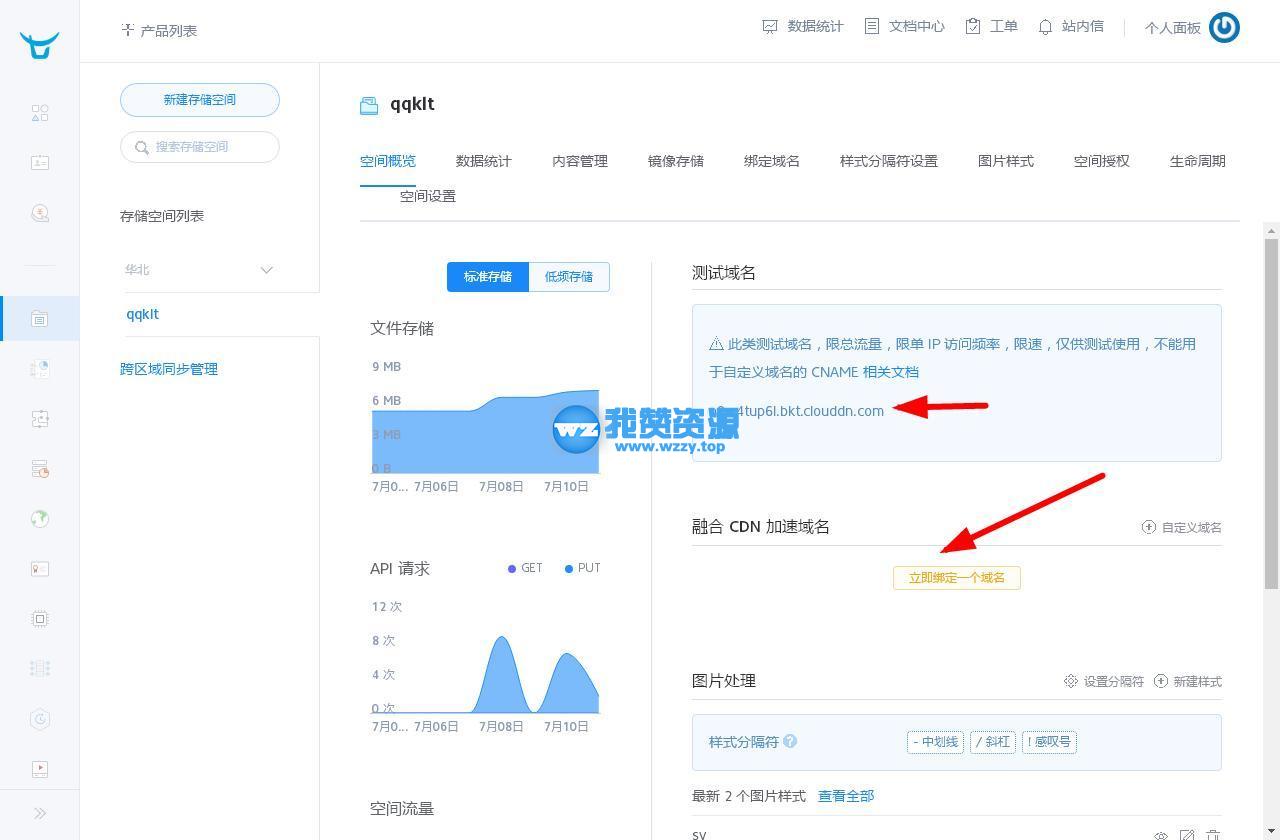 产品列表
数据统计 文档中心 工单 站内信 个人面板
新建存储空间
搜索存储空间
存储空间列表
华北
qqklt
跨区域同步管理
qqklt
空间概览 数据统计 内容管理 镜像存储 绑定域名 样式分隔符设置 图片样式 空间授权 生命周期
空间设置
标准存储 低频存储
文件存储
9 MB
6 MB
3 MB
0 B
7月0... 7月06日 7月08日 7月10日
API 请求 GET PUT
12 次
8 次
4 次
0 次
7月0... 7月06日 7月08日 7月10日
空间流量
测试域名
此类测试域名，限总流量，限单 IP 访问频率，限速，仅供测试使用，不能用
于自定义域名的 CNAME 相关文档
4tup6l.bkt.clouddn.com
wz 我赞资源
www.wzzy.top
融合 CDN 加速域名 自定义域名
立即绑定一个域名
图片处理 设置分隔符 新建样式
样式分隔符 ? - 中划线 / 斜杠 ! 感叹号
最新 2 个图片样式 查看全部
sy